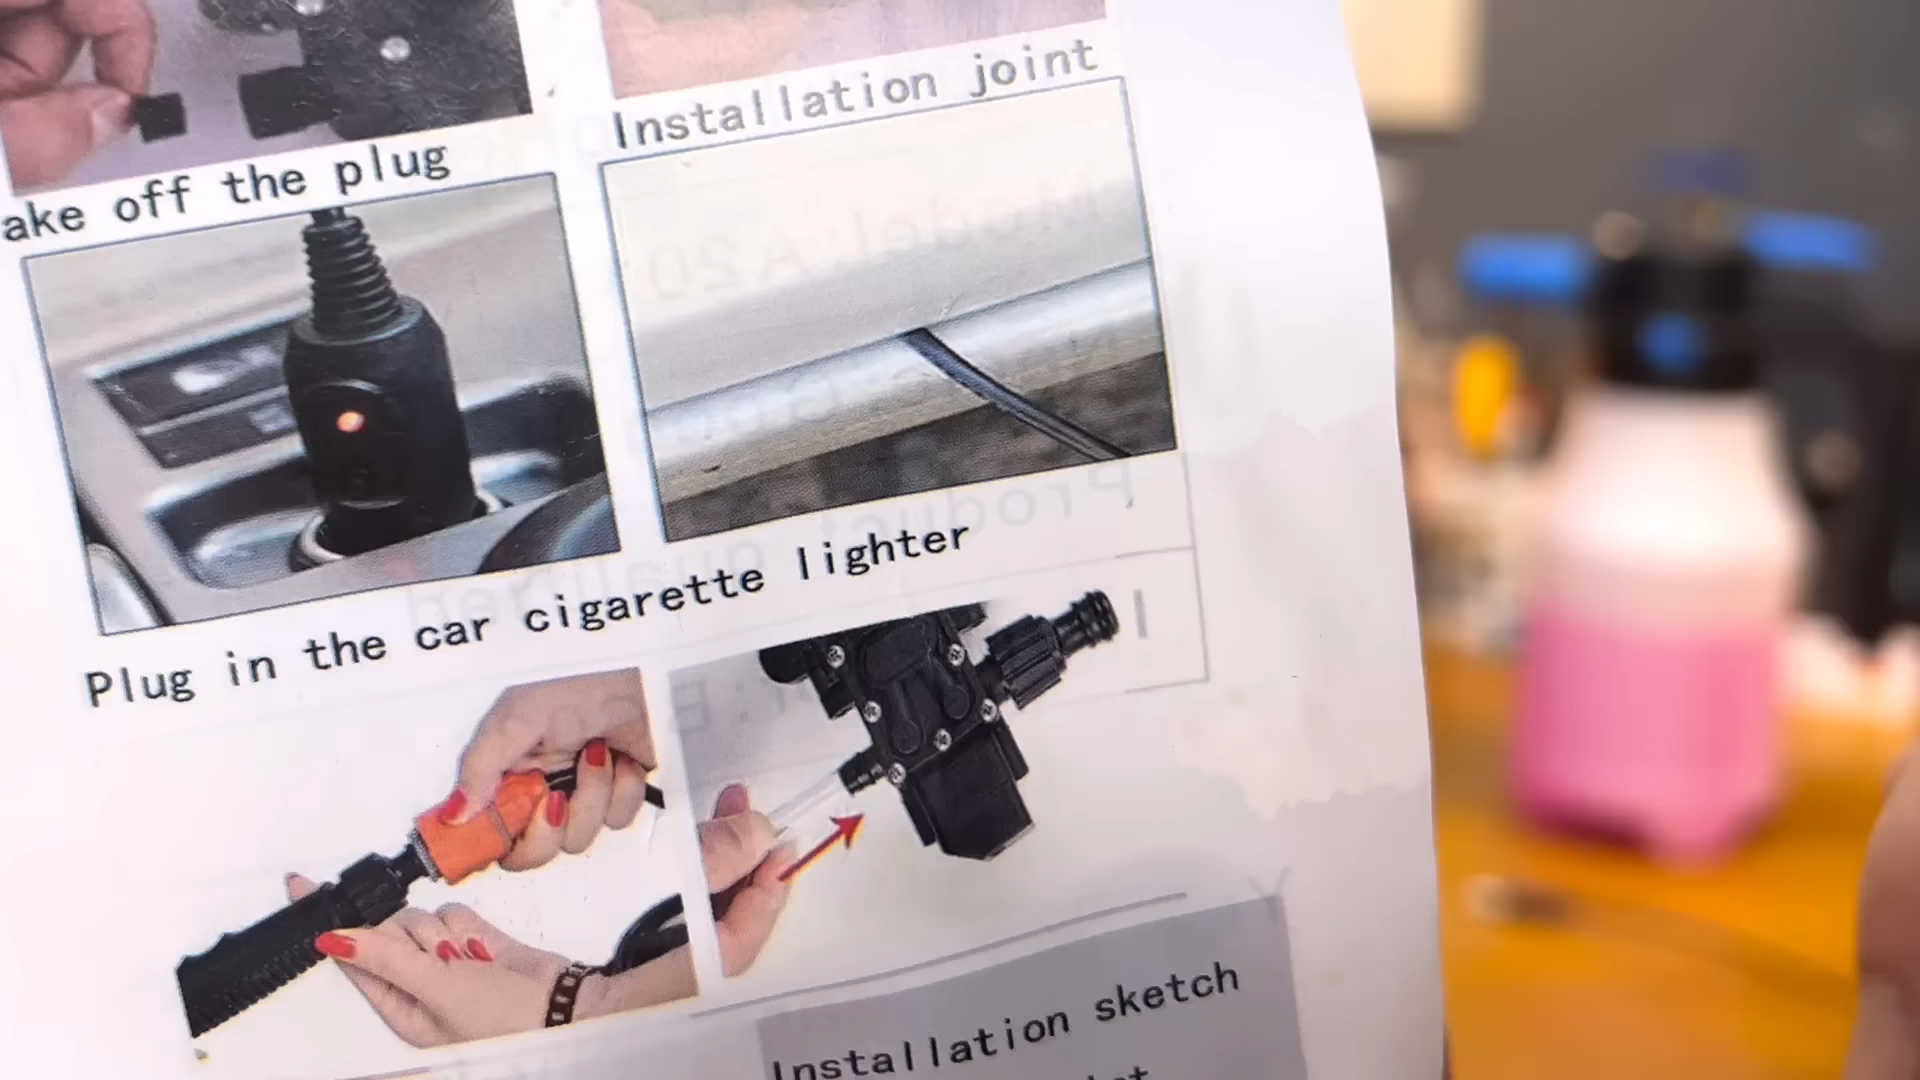 Installation joint
ake off the plug
Plug in the car cigarette lighter
Installation sketch